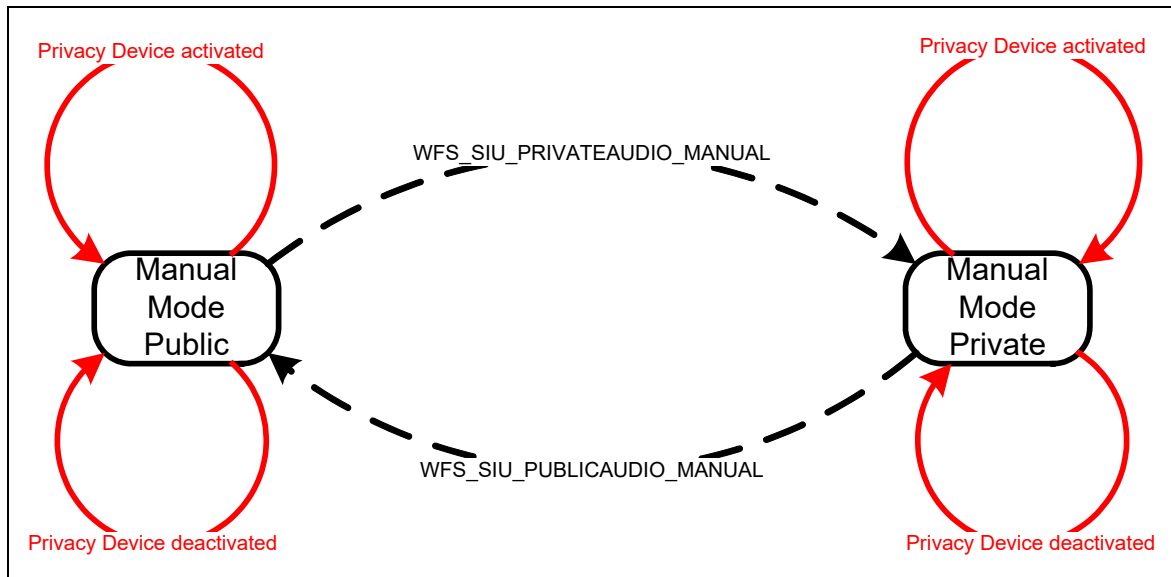 Privacy Device activated
Privacy Device activated
WFS_SIU_PRIVATEAUDIO_MANUAL
Manual
Mode
Public
Manual
Mode
Private
WFS_SIU_PUBLICAUDIO_MANUAL
Privacy Device deactivated
Privacy Device deactivated